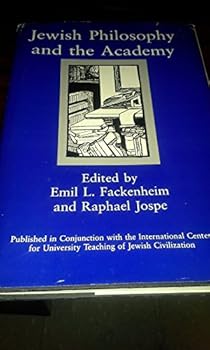 Jewish Philosophy
and the Academy
Edited by
Emil L. Fackenheim
and Raphael Jospe
Published in Conjunction with the International Center
for University Teaching of Jewish Civilization